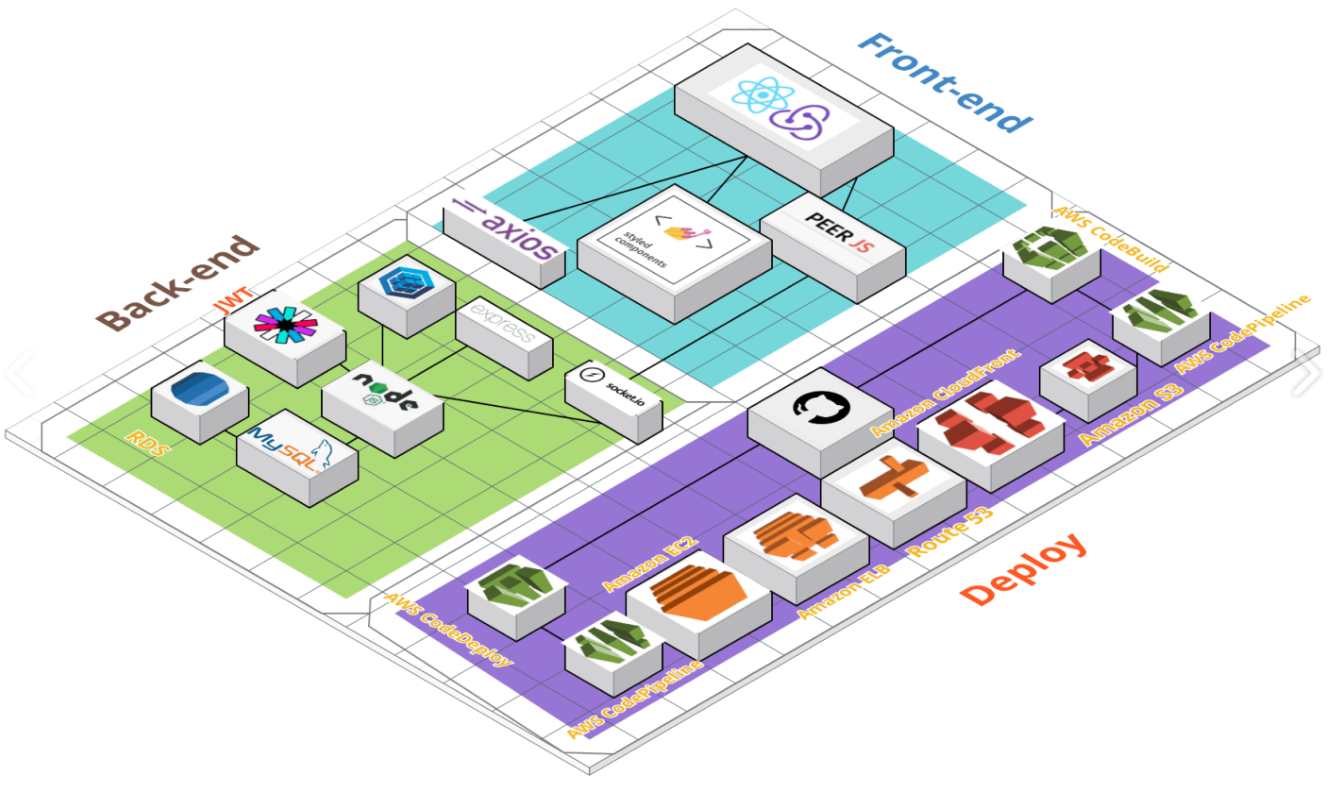 Front-end
axios
styled
components
PEER JS
Back-end
JWT
express
node
JS
socket.io
RDS
MySQL
AWS CodeBuild
AWS CodePipeline
Amazon CloudFront
Amazon S3
Route 53
Amazon EC2
Amazon ELB
AWS CodeDeploy
AWS CodePipeline
Deploy